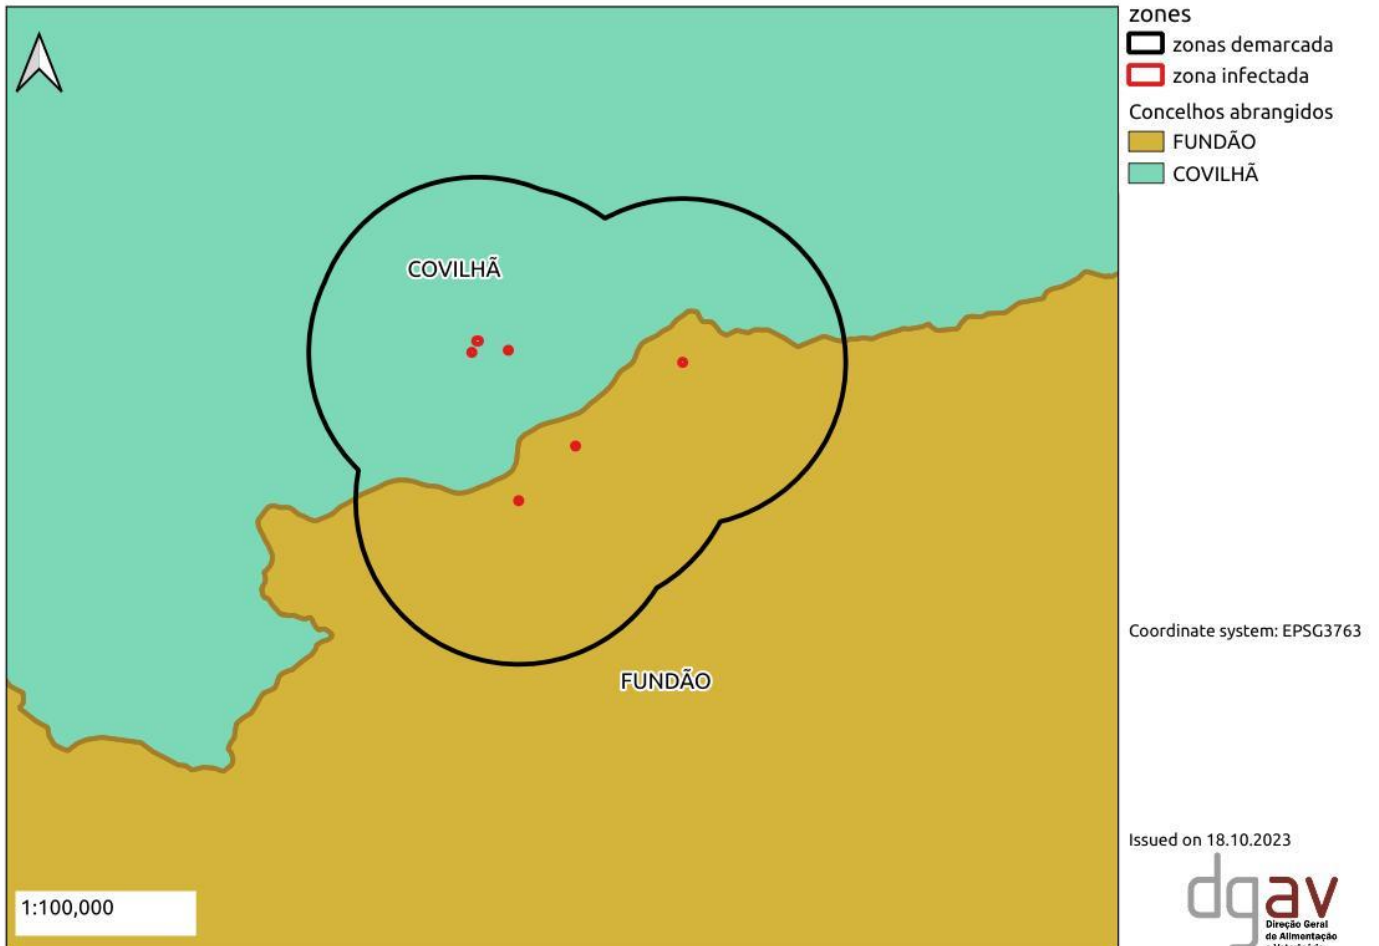 zones
zonas demarcada
zona infectada
Concelhos abrangidos
FUNDÃO
COVILHÃ
COVILHÃ
FUNDÃO
Coordinate system: EPSG3763
Issued on 18.10.2023
1:100,000
dgav
Direção Geral
de Alimentação